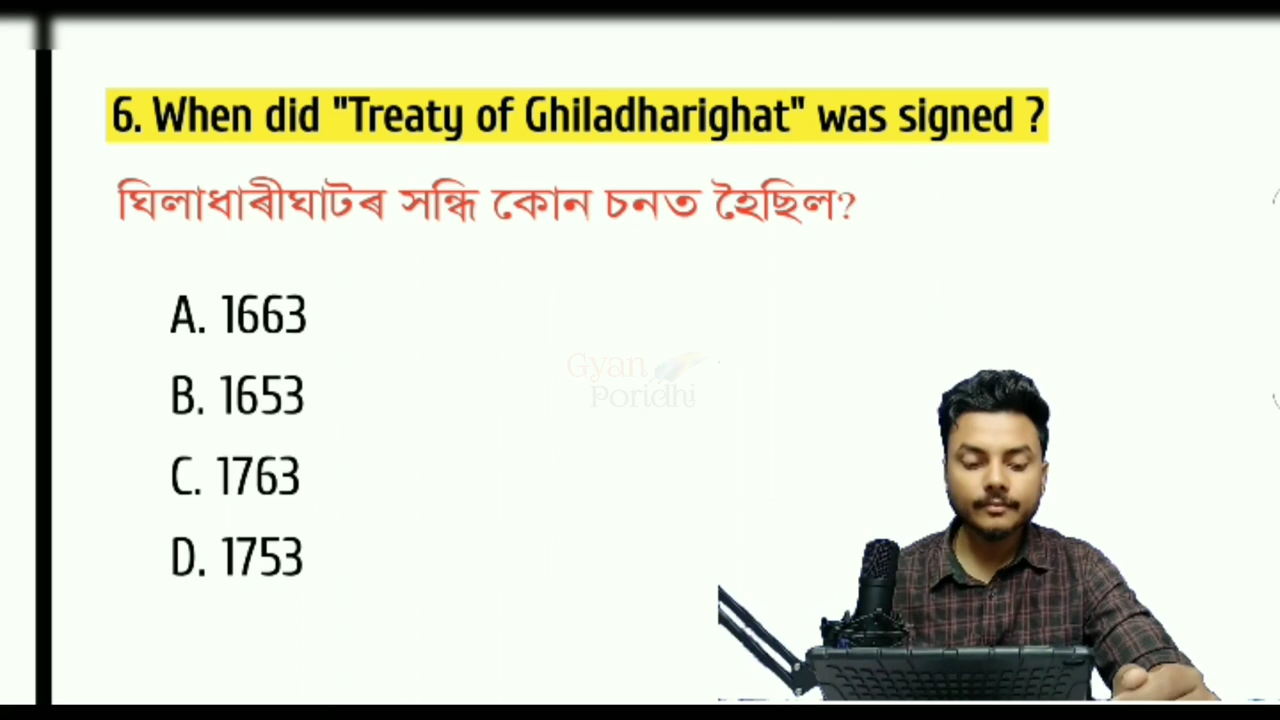 6. When did "Treaty of Ghiladharighat" was signed ?
ঘিলাধাৰীঘাটৰ সন্ধি কোন চনত হৈছিল?
A. 1663
B. 1653
C. 1763
D. 1753
Gyan
Poridhi